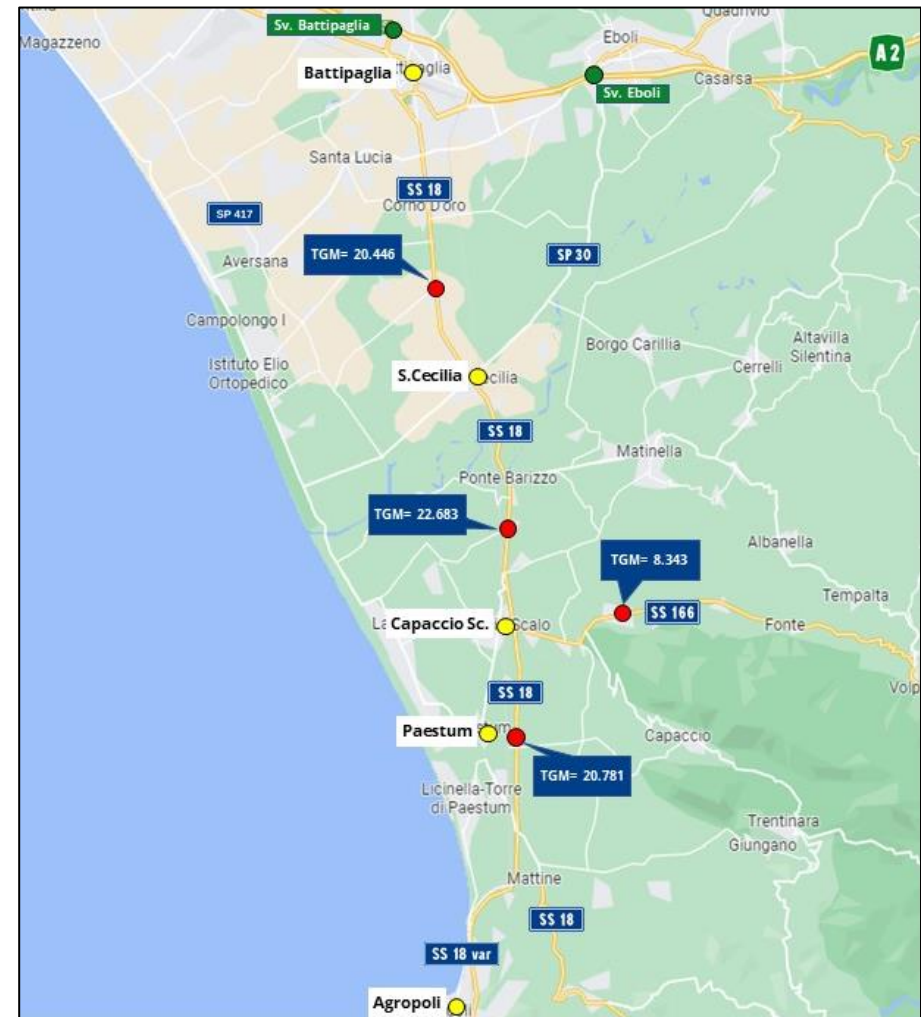 Sv. Battipaglia
Quadrivio
Magazzeno
Eboli
A2
Battipaglia
Casarsa
Sv. Eboli
Santa Lucia
SS 18
Corno D'oro
SP 417
TGM= 20.446
SP 30
Aversana
Campolongo I
Altavilla
Silentina
Borgo Carillia
Istituto Elio
Ortopedico
Cerrelli
S.Cecilia
SS 18
Matinella
Ponte Barizzo
TGM= 22.683
Albanella
TGM= 8.343
Tempalta
SS 166
Capaccio Sc.
Scalo
Fonte
SS 18
Paestum
Capaccio
TGM= 20.781
Licinella-Torre
di Paestum
Trentinara
Giungano
Mattine
SS 18
SS 18 var
Agropoli